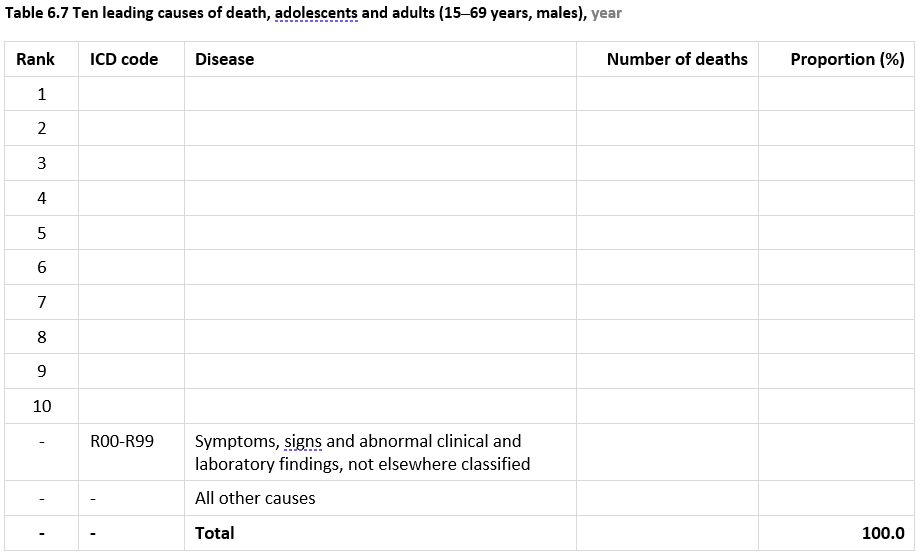 Table 6.7 Ten leading causes of death, adolescents and adults (15–69 years, males), year
Rank ICD code Disease Number of deaths Proportion (%)
1
2
3
4
5
6
7
8
9
10
- R00-R99 Symptoms, signs and abnormal clinical and
laboratory findings, not elsewhere classified
- - All other causes
- - Total 100.0